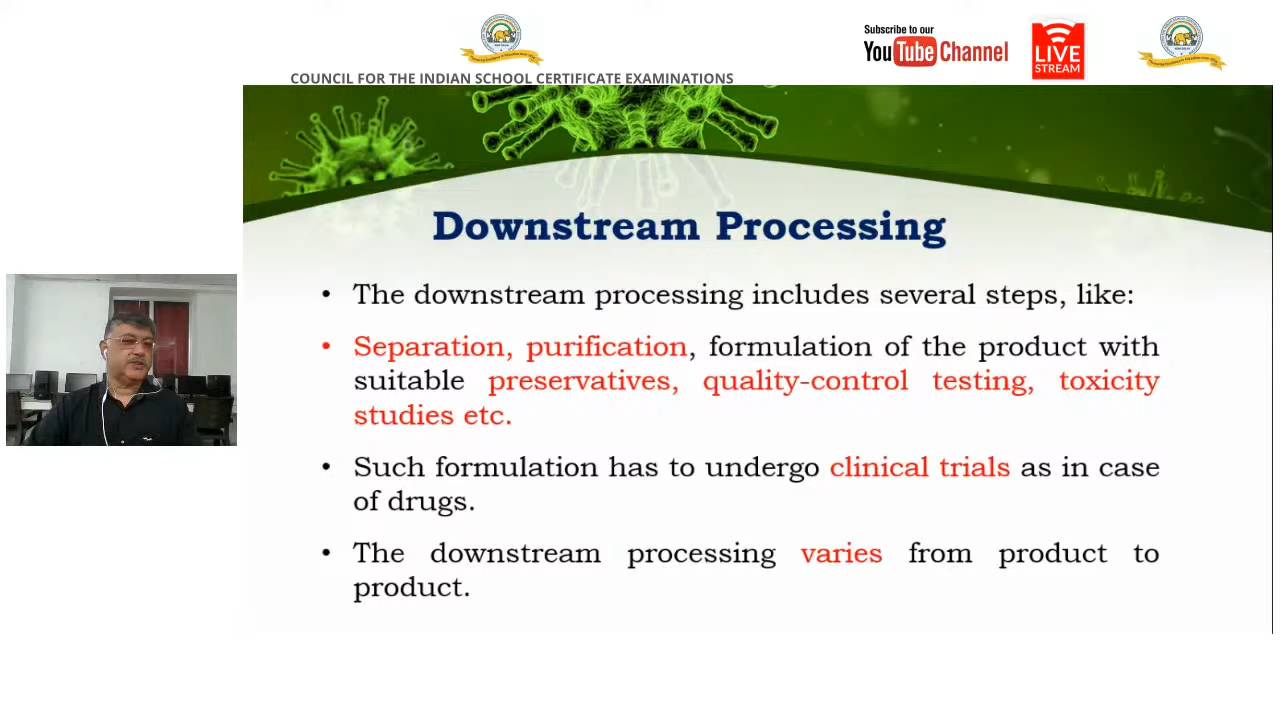 Subscribe to our
YouTube Channel
LIVE
STREAM
COUNCIL FOR THE INDIAN SCHOOL CERTIFICATE EXAMINATIONS
Downstream Processing
• The downstream processing includes several steps, like:
• Separation, purification, formulation of the product with
suitable preservatives, quality-control testing, toxicity
studies etc.
• Such formulation has to undergo clinical trials as in case
of drugs.
• The downstream processing varies from product to
product.